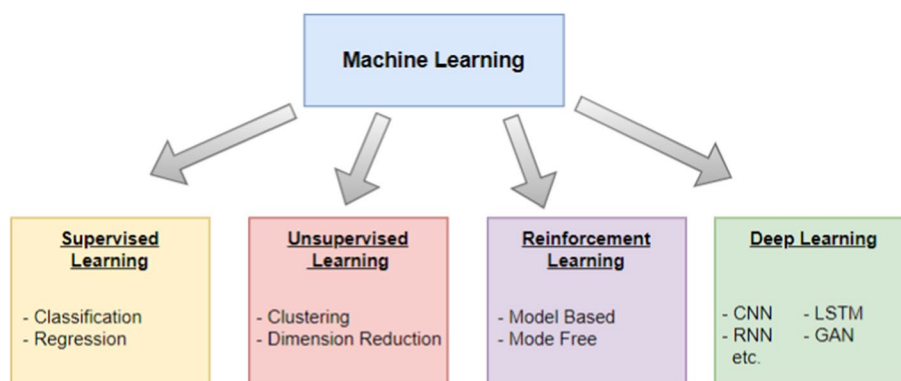 Machine Learning
Supervised
Learning
- Classification
- Regression
Unsupervised
Learning
- Clustering
- Dimension Reduction
Reinforcement
Learning
- Model Based
- Mode Free
Deep Learning
- CNN - LSTM
- RNN - GAN
etc.